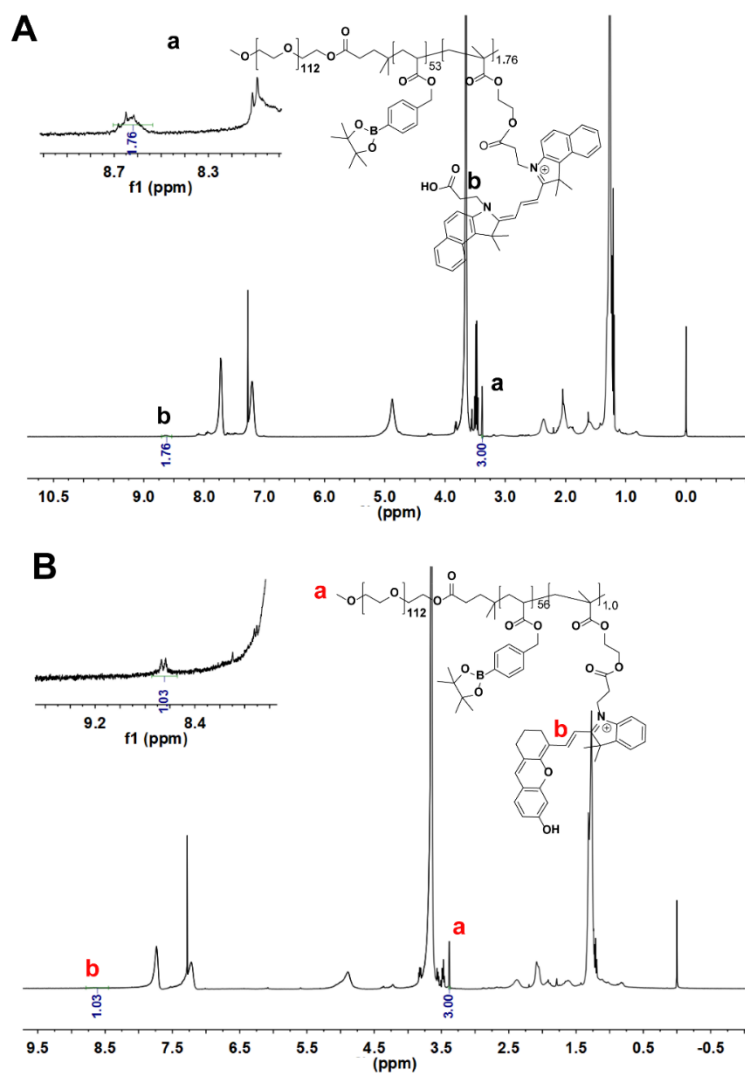 A
a
O
O
112
O
O
53
1.76
O
O
O
O
O
O
B
O
O
O
O
HO
b
N
N
+
1.76
8.7
8.3
f1 (ppm)
a
b
1.76
3.00
10.5
9.0
8.0
7.0
6.0
5.0
4.0
3.0
2.0
1.0
0.0
(ppm)
B
a
O
O
112
O
O
56
1.0
O
O
O
O
O
O
B
O
O
N
+
b
O
OH
1.03
9.2
8.4
f1 (ppm)
a
b
1.03
3.00
9.5
8.5
7.5
6.5
5.5
4.5
3.5
2.5
1.5
0.5
-0.5
(ppm)